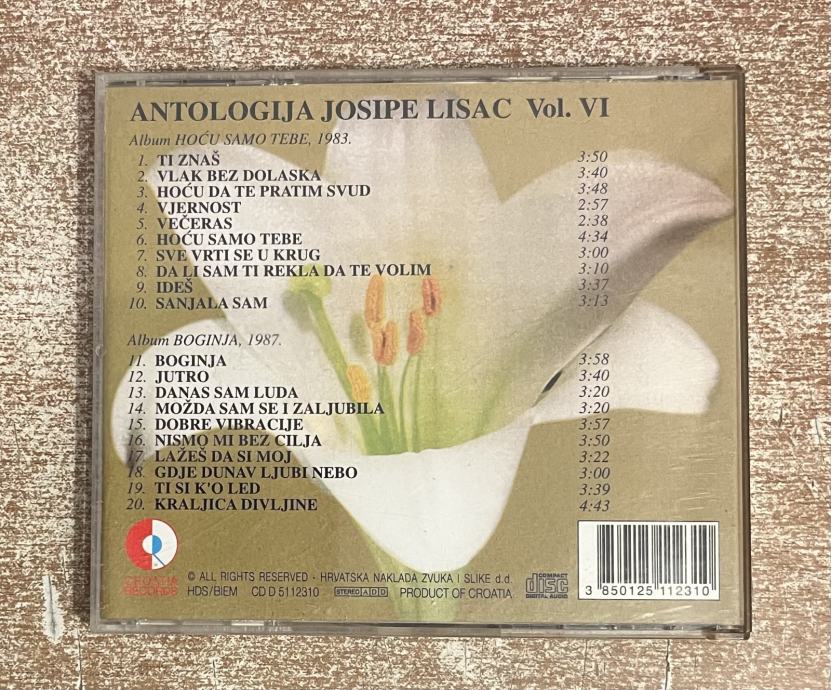 ANTOLOGIJA JOSIPE LISAC Vol. VI
Album HOĆU SAMO TEBE, 1983.
1. TI ZNAŠ 3:50
2. VLAK BEZ DOLASKA 3:40
3. HOĆU DA TE PRATIM SVUD 3:48
4. VJERNOST 2:57
5. VEČERAS 2:38
6. HOĆU SAMO TEBE 4:34
7. SVE VRTI SE U KRUG 3:00
8. DA LI SAM TI REKLA DA TE VOLIM 3:10
9. IDEŠ 3:37
10. SANJALA SAM 3:13
Album BOGINJA, 1987.
11. BOGINJA 3:58
12. JUTRO 3:40
13. DANAS SAM LUDA 3:20
14. MOŽDA SAM SE I ZALJUBILA 3:20
15. DOBRE VIBRACIJE 3:57
16. NISMO MI BEZ CILJA 3:50
17. LAŽEŠ DA SI MOJ 3:22
18. GDJE DUNAV LJUBI NEBO 3:00
19. TI SI K'O LED 3:39
20. KRALJICA DIVLJINE 4:43
CROATIA
RECORDS
© ALL RIGHTS RESERVED - HRVATSKA NAKLADA ZVUKA I SLIKE d.d.
HDS/BIEM CD D 5112310 STEREO A D D PRODUCT OF CROATIA
COMPACT
disc
DIGITAL AUDIO
3 850125 112310